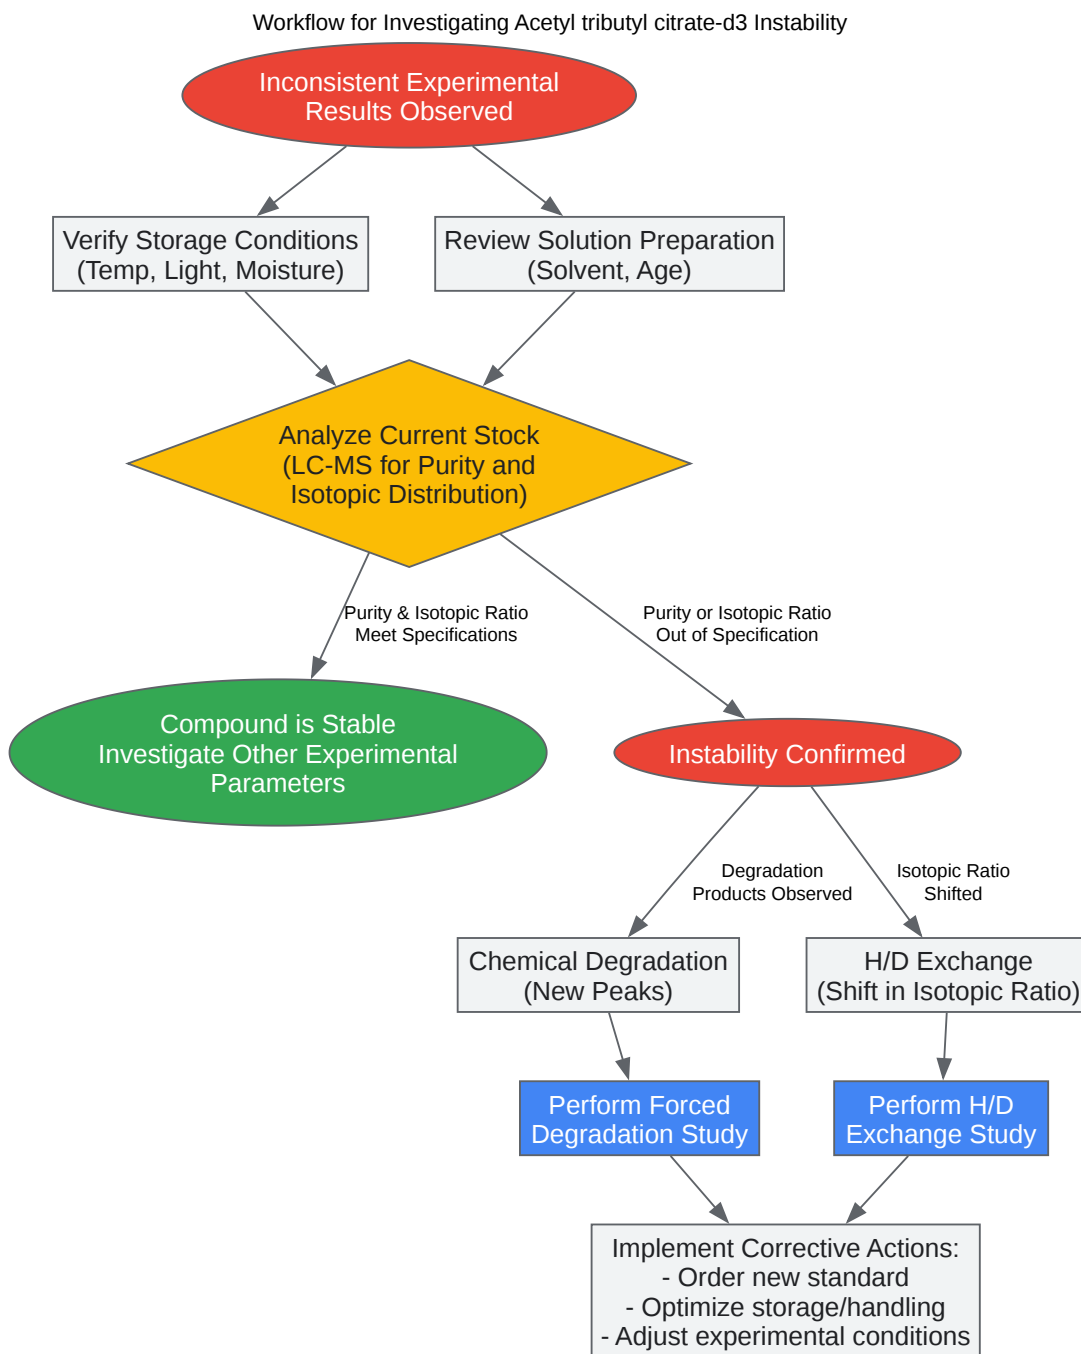 Workflow for Investigating Acetyl tributyl citrate-d3 Instability
Inconsistent Experimental
Results Observed
Verify Storage Conditions
(Temp, Light, Moisture)
Review Solution Preparation
(Solvent, Age)
Analyze Current Stock
(LC-MS for Purity and
Isotopic Distribution)
Purity & Isotopic Ratio
Meet Specifications
Purity or Isotopic Ratio
Out of Specification
Compound is Stable
Investigate Other Experimental
Parameters
Instability Confirmed
Degradation
Products Observed
Isotopic Ratio
Shifted
Chemical Degradation
(New Peaks)
H/D Exchange
(Shift in Isotopic Ratio)
Perform Forced
Degradation Study
Perform H/D
Exchange Study
Implement Corrective Actions:
- Order new standard
- Optimize storage/handling
- Adjust experimental conditions